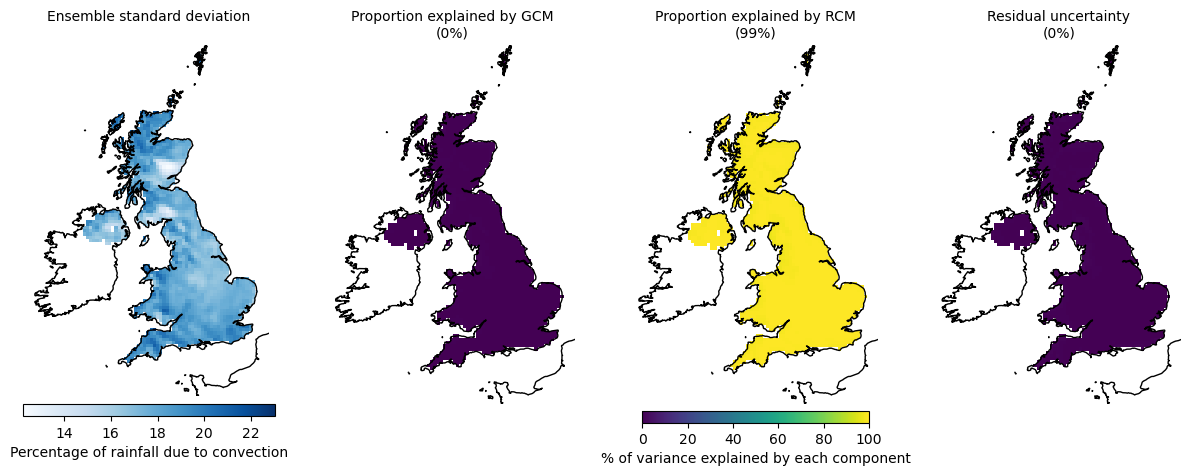 Ensemble standard deviation
Proportion explained by GCM
(0%)
Proportion explained by RCM
(99%)
Residual uncertainty
(0%)
14 16 18 20 22
Percentage of rainfall due to convection
0 20 40 60 80 100
% of variance explained by each component